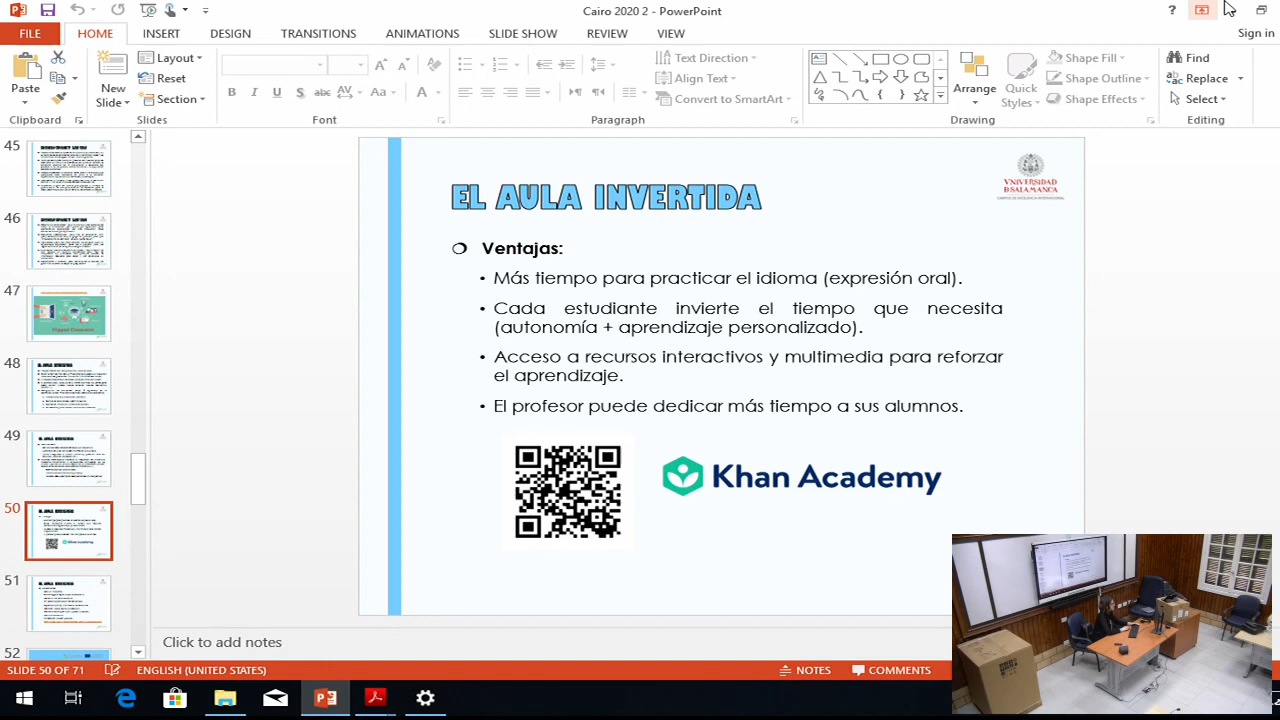 Cairo 2020 2 - PowerPoint
?
FILE
HOME
INSERT
DESIGN
TRANSITIONS
ANIMATIONS
SLIDE SHOW
REVIEW
VIEW
Sign in
Paste
Layout
Reset
Section
New
Slide
Text Direction
Align Text
Convert to SmartArt
Arrange
Quick
Styles
Shape Fill
Shape Outline
Shape Effects
Find
Replace
Select
Clipboard
Slides
Font
Paragraph
Drawing
Editing
45
46
47
48
49
50
51
52
EL AULA INVERTIDA
VNIVERSIDAD
D SALAMANCA
CAMPUS DE EXCELENCIA INTERNACIONAL
Ventajas:
• Más tiempo para practicar el idioma (expresión oral).
• Cada estudiante invierte el tiempo que necesita
(autonomía + aprendizaje personalizado).
• Acceso a recursos interactivos y multimedia para reforzar
el aprendizaje.
• El profesor puede dedicar más tiempo a sus alumnos.
Khan Academy
Click to add notes
SLIDE 50 OF 71
ENGLISH (UNITED STATES)
NOTES
COMMENTS